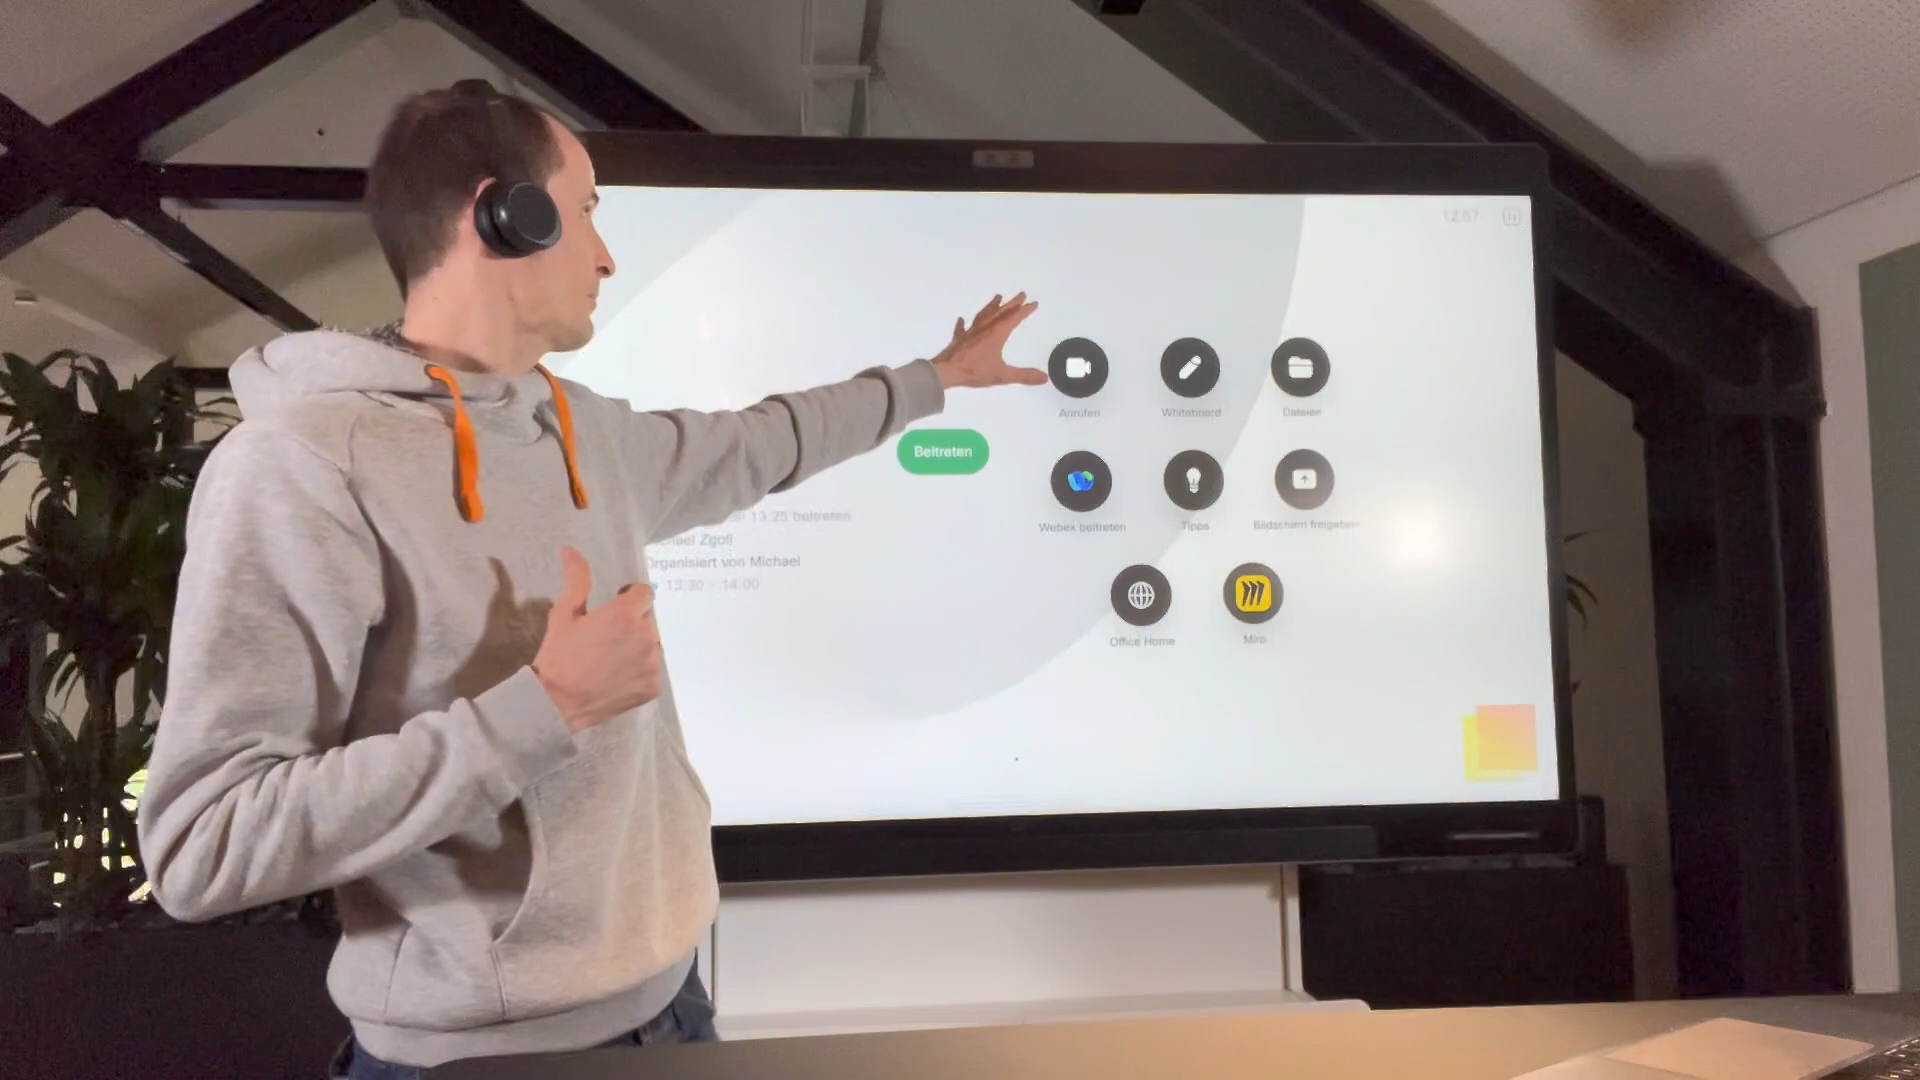 12:57
Anrufen
Whiteboard
Dateien
Beitreten
Webex beitreten
Tipps
Bildschirm freigeben
13:25 beitreten
Zgoll
Organisiert von Michael
13:30 - 14:00
Office Home
Miro